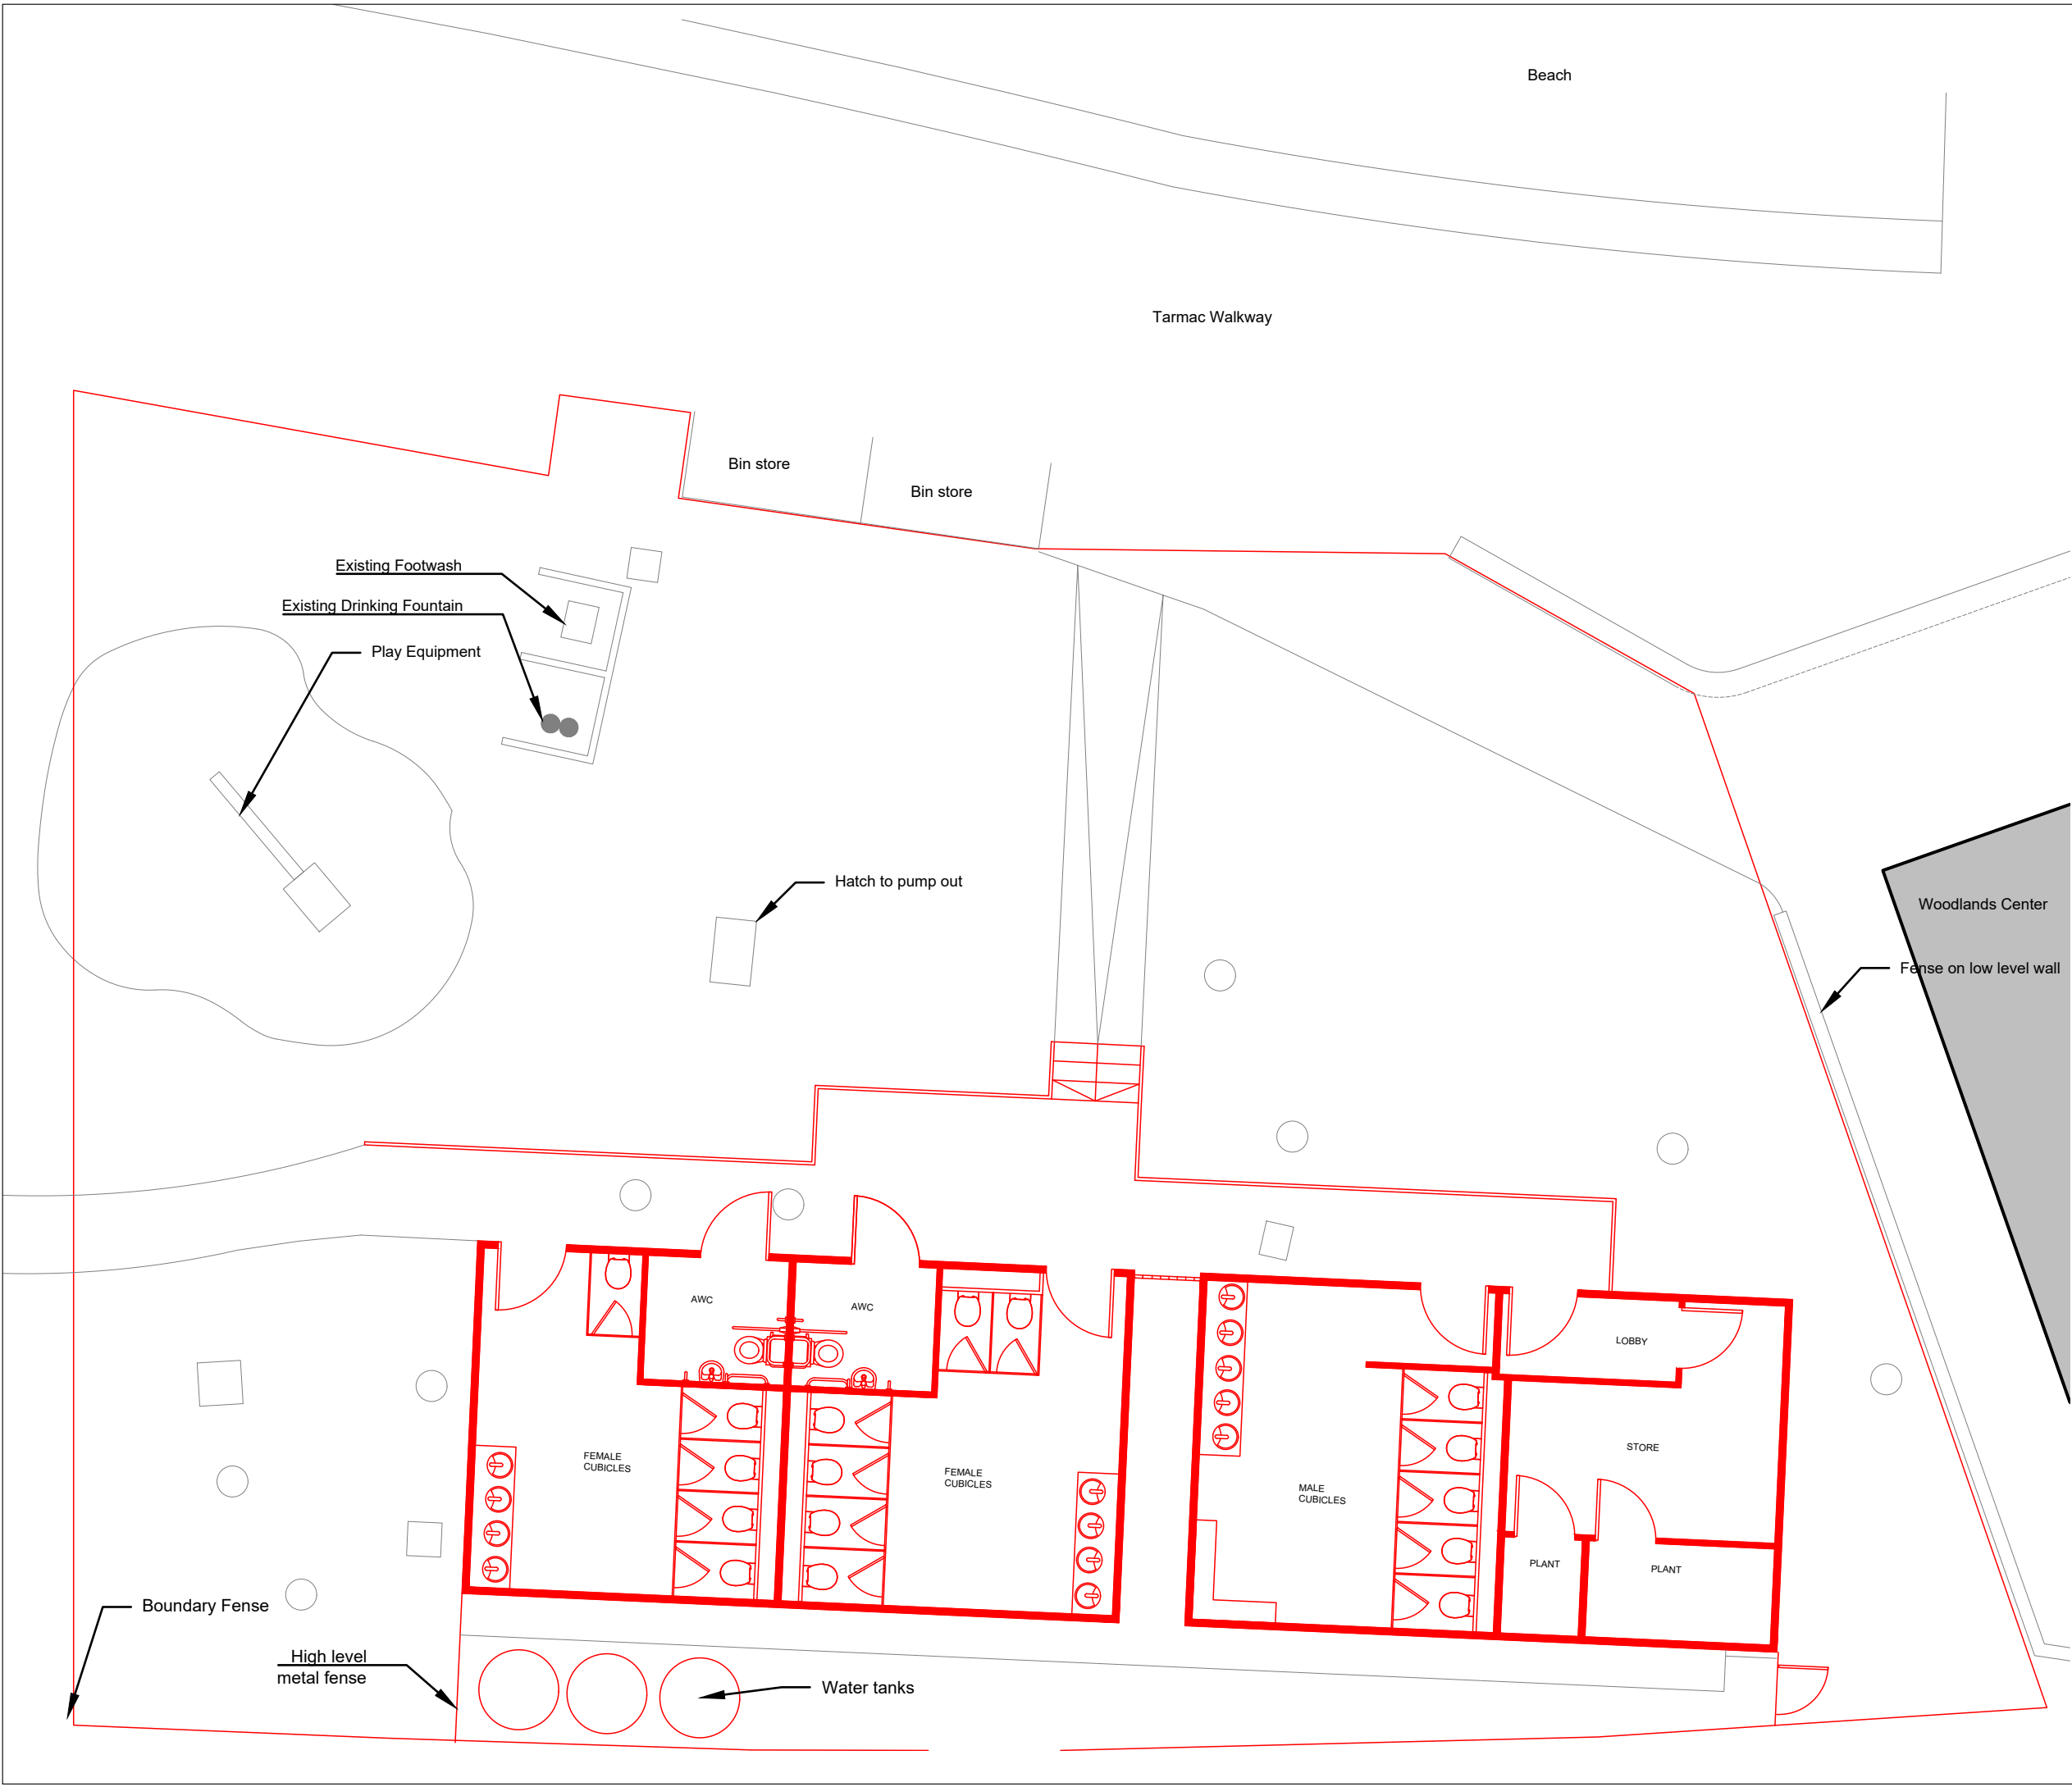 Beach
Tarmac Walkway
Bin store
Bin store
Existing Footwash
Existing Drinking Fountain
Play Equipment
Hatch to pump out
Woodlands Center
Fense on low level wall
AWC
AWC
LOBBY
FEMALE
CUBICLES
FEMALE
CUBICLES
MALE
CUBICLES
STORE
PLANT
PLANT
Boundary Fense
High level
metal fense
Water tanks